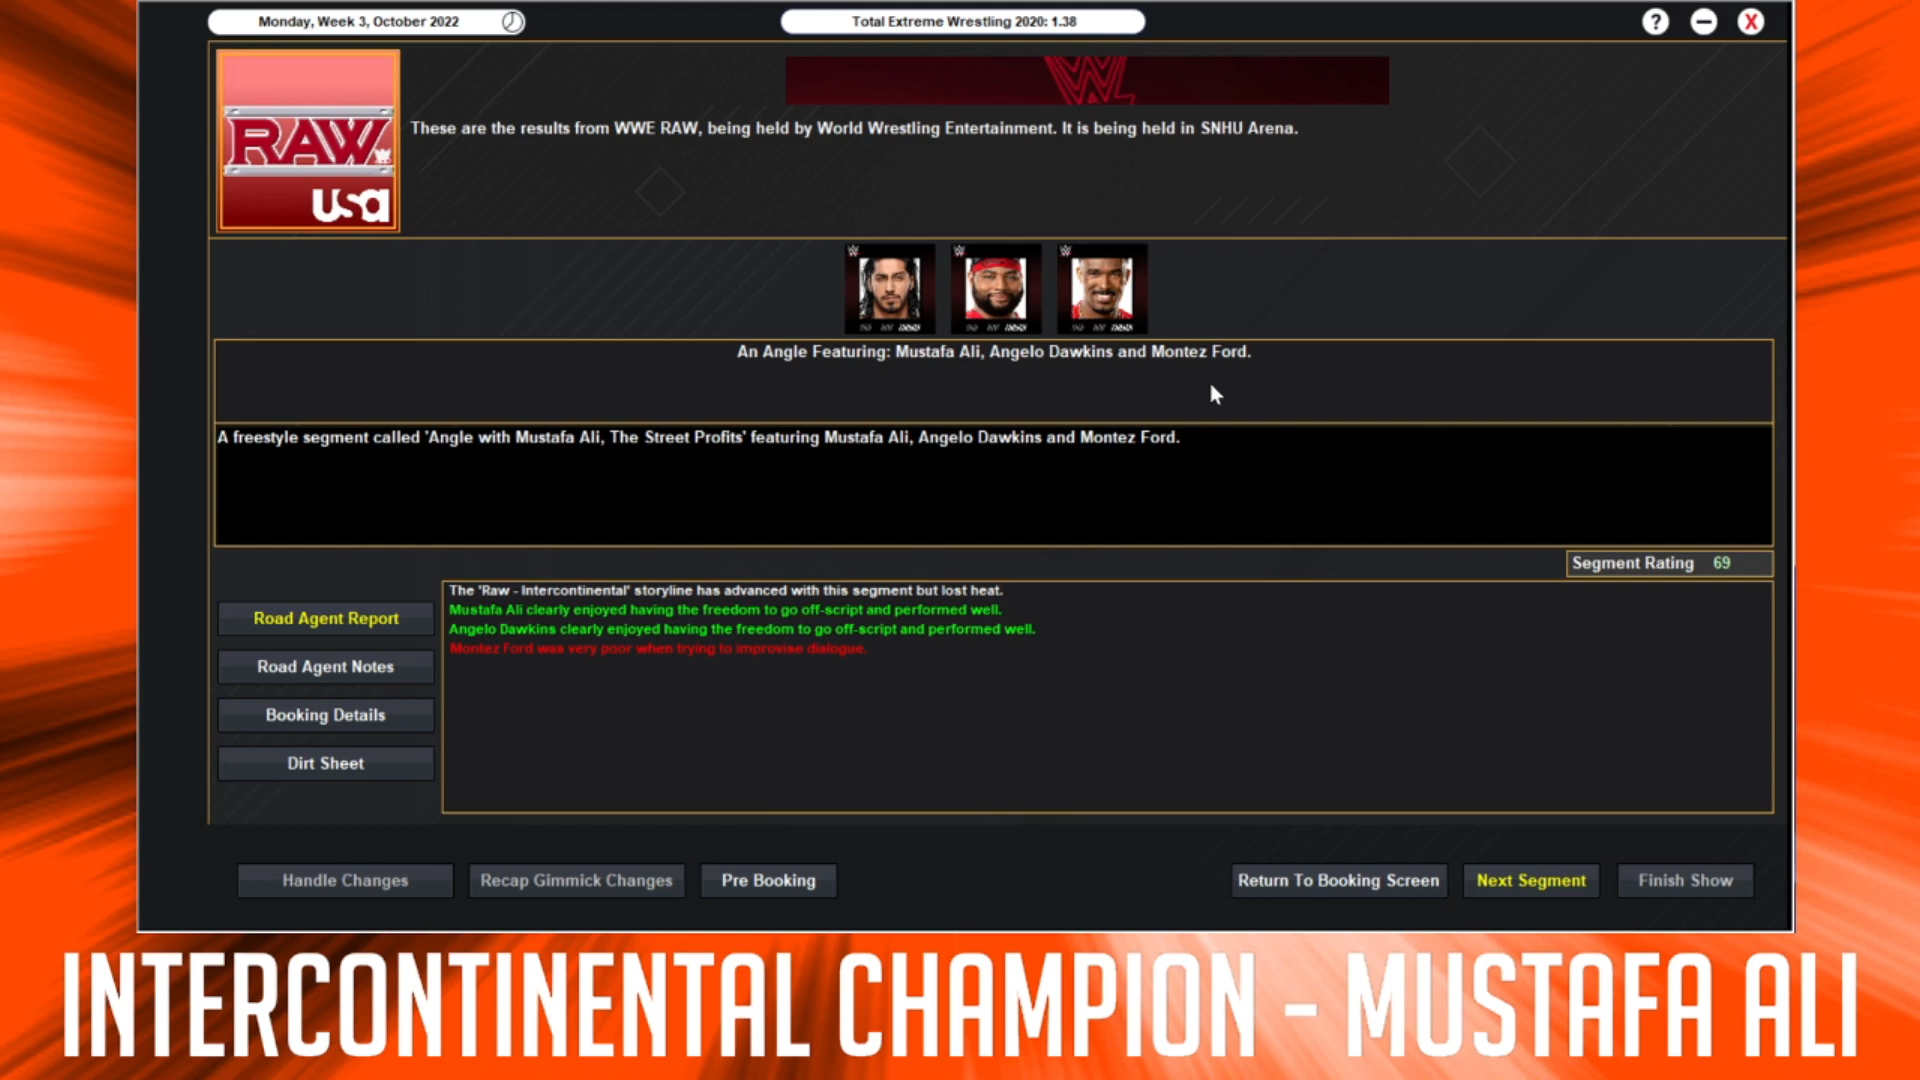 Monday, Week 3, October 2022
Total Extreme Wrestling 2020: 1.38
? – X
RAW
usa
These are the results from WWE RAW, being held by World Wrestling Entertainment. It is being held in SNHU Arena.
An Angle Featuring: Mustafa Ali, Angelo Dawkins and Montez Ford.
A freestyle segment called 'Angle with Mustafa Ali, The Street Profits' featuring Mustafa Ali, Angelo Dawkins and Montez Ford.
Segment Rating 69
The 'Raw - Intercontinental' storyline has advanced with this segment but lost heat.
Mustafa Ali clearly enjoyed having the freedom to go off-script and performed well.
Angelo Dawkins clearly enjoyed having the freedom to go off-script and performed well.
Montez Ford was very poor when trying to improvise dialogue.
Road Agent Report
Road Agent Notes
Booking Details
Dirt Sheet
Handle Changes
Recap Gimmick Changes
Pre Booking
Return To Booking Screen
Next Segment
Finish Show
INTERCONTINENTAL CHAMPION - MUSTAFA ALI